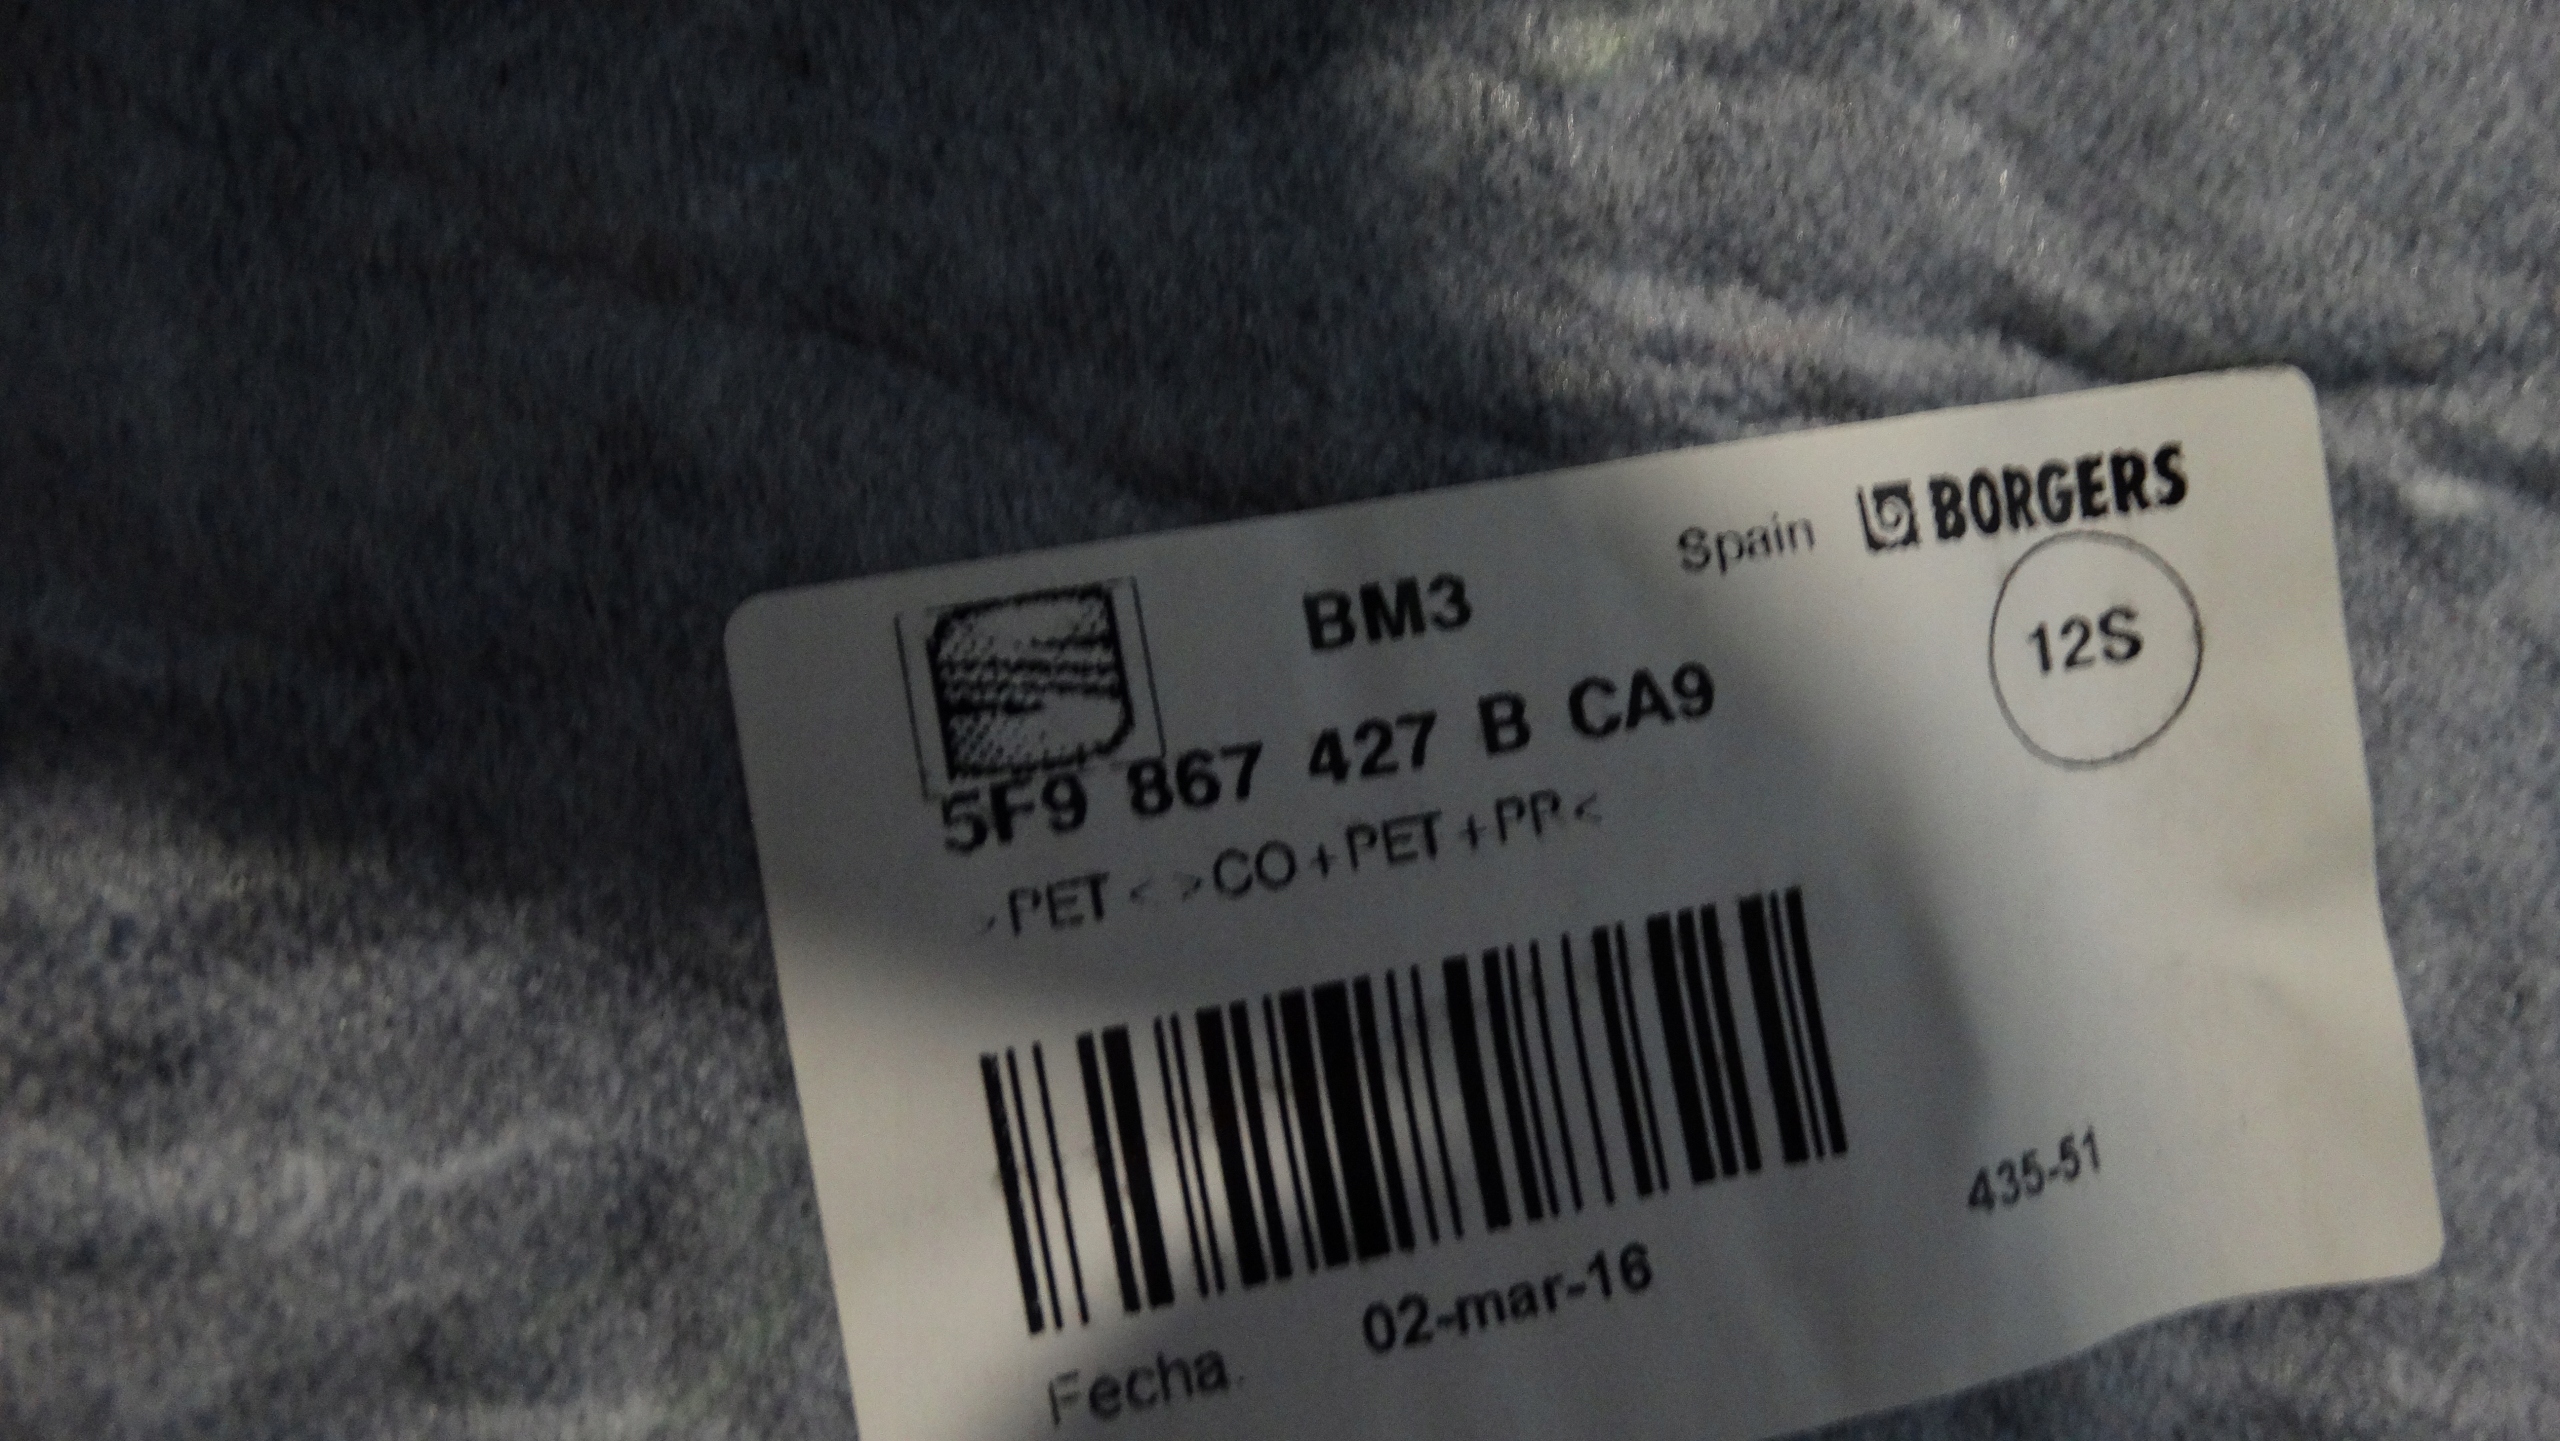 Spain BORGERS
BM3
12S
5F9 867 427 B CA9
>PET< >CO+PET+PP<
435-51
Fecha. 02-mar-16